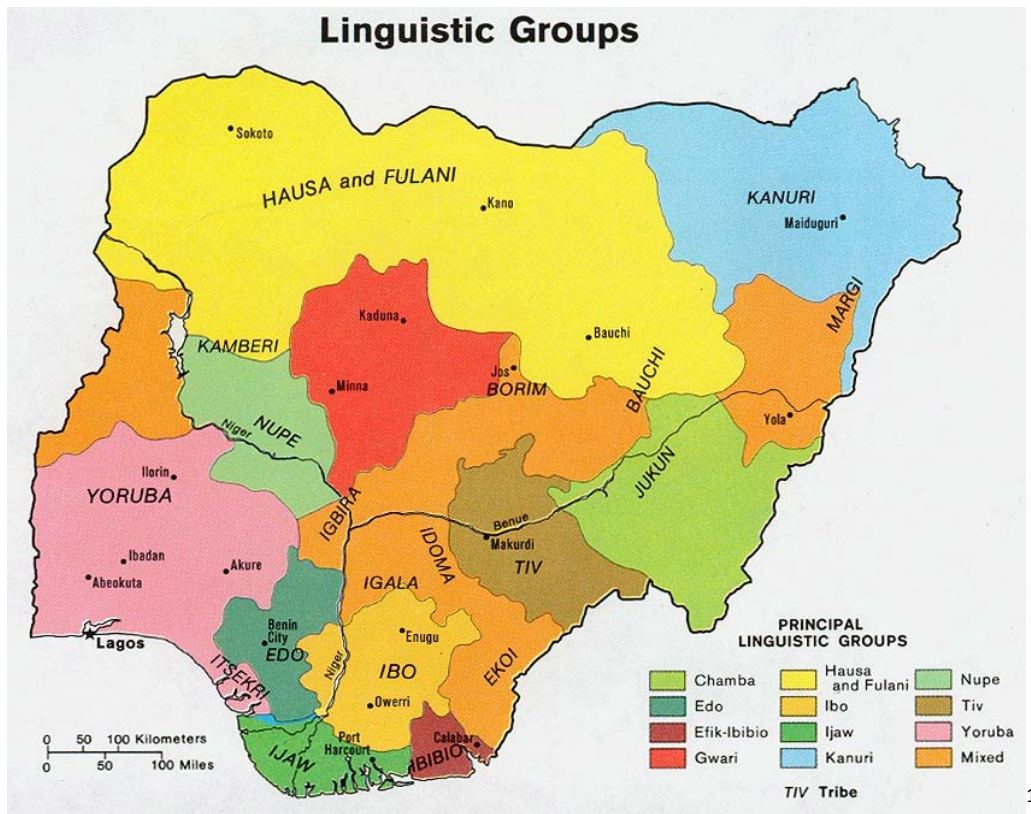 Linguistic Groups
Sokoto
HAUSA and FULANI
Kano
KANURI
Maiduguri
Kaduna
MARGI
KAMBERI
Bauchi
Minna
Jos
BORIM
BAUCHI
Niger
NUPE
Yola
Ilorin
YORUBA
JUKUN
IGBIRA
Benue
Makurdi
IDOMA
TIV
Ibadan
Akure
Abeokuta
IGALA
Lagos
Benin
City
EDO
Enugu
ITSEKRI
Niger
IBO
EKOI
Owerri
Port
Harcourt
Calabar
IJAW
IBIBIO
0 50 100 Kilometers
0 50 100 Miles
PRINCIPAL
LINGUISTIC GROUPS
Chamba
Edo
Efik-Ibibio
Gwari
Hausa
and Fulani
Ibo
Ijaw
Kanuri
Nupe
Tiv
Yoruba
Mixed
TIV Tribe
1